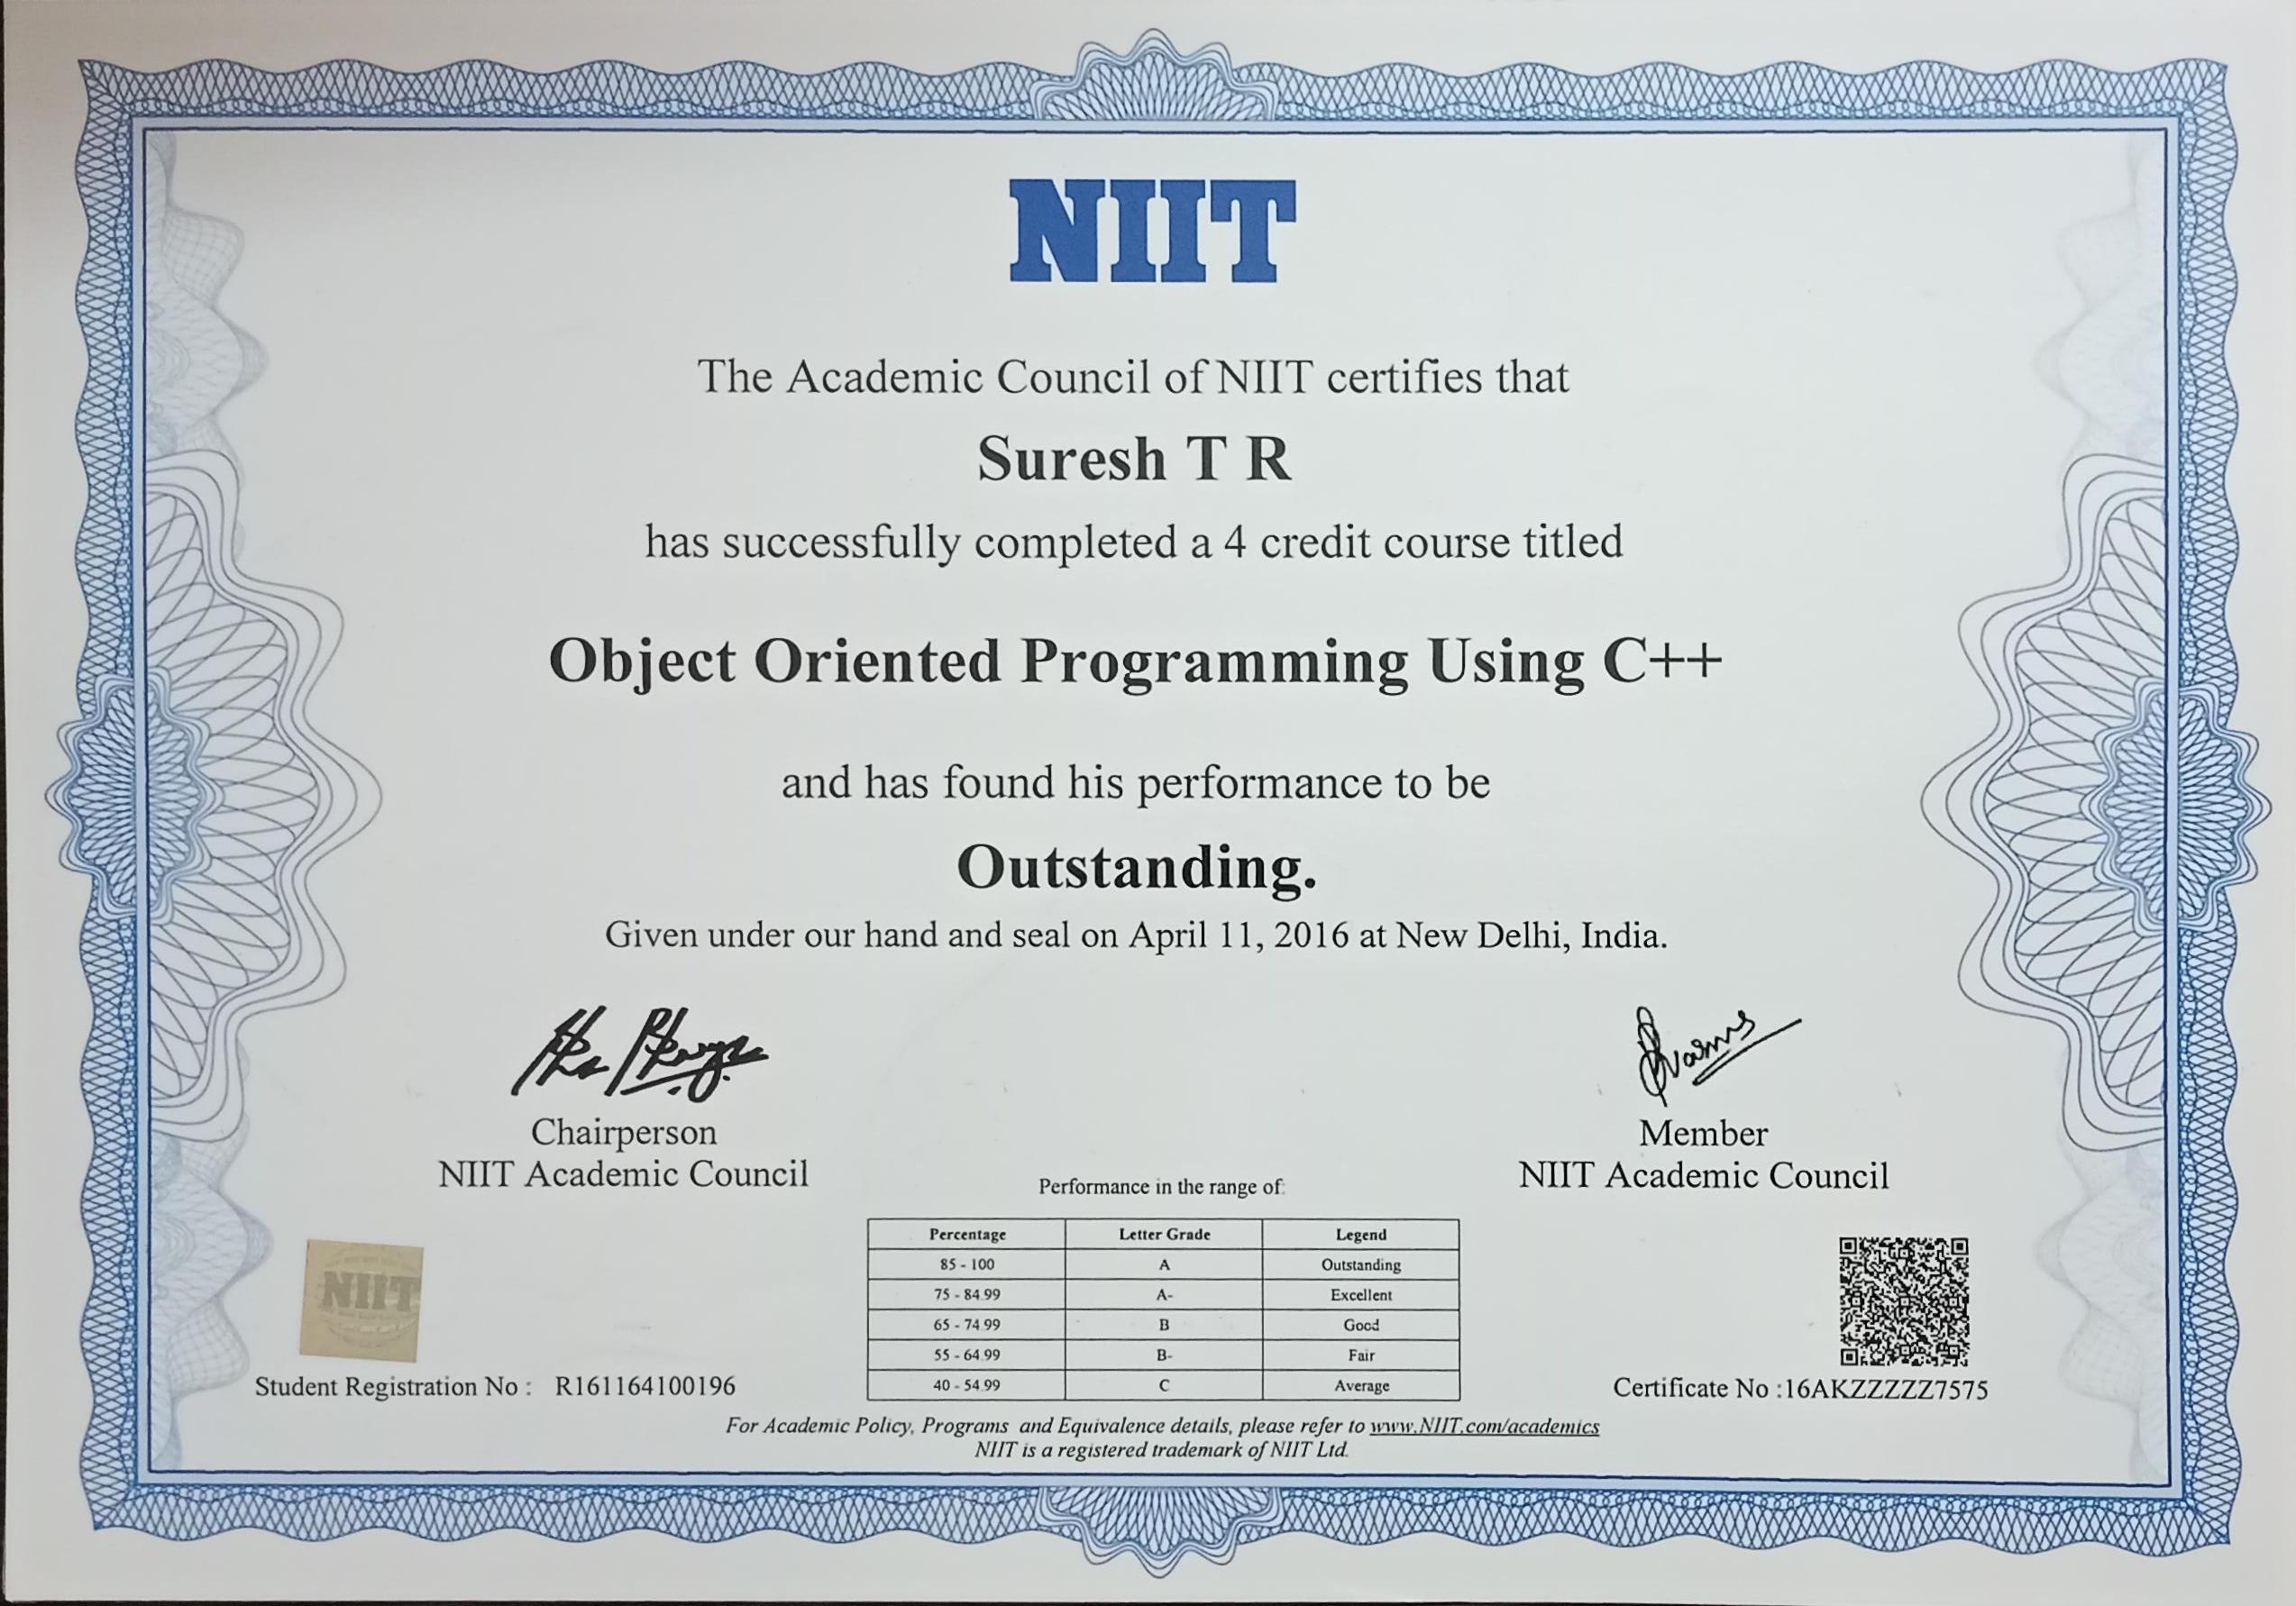 NIIT
The Academic Council of NIIT certifies that
Suresh T R
has successfully completed a 4 credit course titled
Object Oriented Programming Using C++
and has found his performance to be
Outstanding.
Given under our hand and seal on April 11, 2016 at New Delhi, India.
Chairperson
NIIT Academic Council
Member
NIIT Academic Council
Performance in the range of:
Percentage Letter Grade Legend
85 - 100 A Outstanding
75 - 84.99 A- Excellent
65 - 74.99 B Good
55 - 64.99 B- Fair
40 - 54.99 C Average
NIIT
Student Registration No : R161164100196
Certificate No :16AKZZZZZ7575
For Academic Policy, Programs and Equivalence details, please refer to www.NIIT.com/academics
NIIT is a registered trademark of NIIT Ltd.